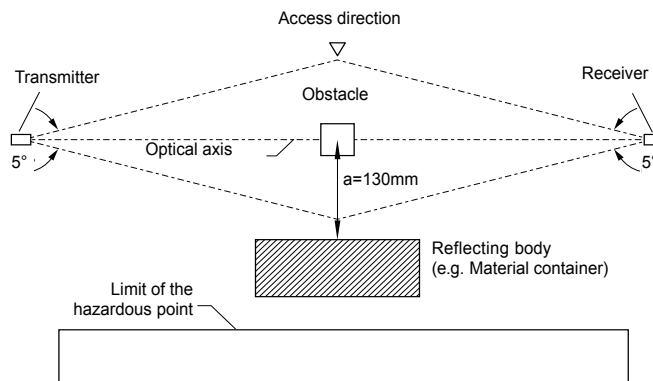 Access direction
Transmitter
Receiver
Obstacle
Optical axis
5°
5°
a=130mm
Reflecting body
(e.g. Material container)
Limit of the
hazardous point